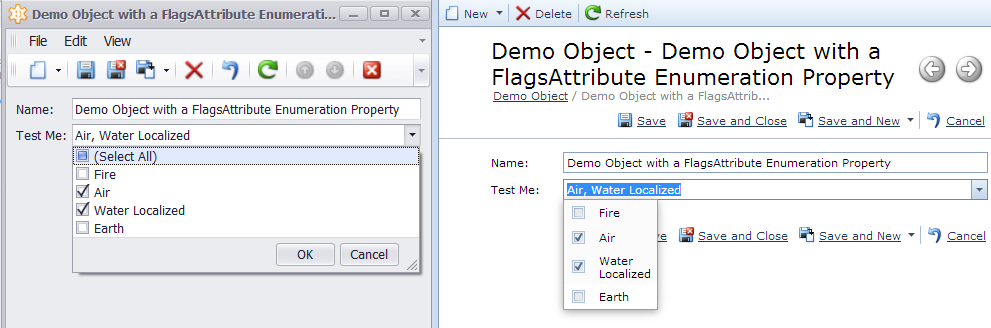 Demo Object with a FlagsAttribute Enumerati...
File Edit View
Name: Demo Object with a FlagsAttribute Enumeration Property
Test Me: Air, Water Localized
(Select All)
Fire
Air
Water Localized
Earth
OK Cancel
New Delete Refresh
Demo Object - Demo Object with a
FlagsAttribute Enumeration Property
Demo Object / Demo Object with a FlagsAttrib...
Save Save and Close Save and New Cancel
Name: Demo Object with a FlagsAttribute Enumeration Property
Test Me: Air, Water Localized
Fire
Air
Water
Localized
Earth
ve Save and Close Save and New Cancel